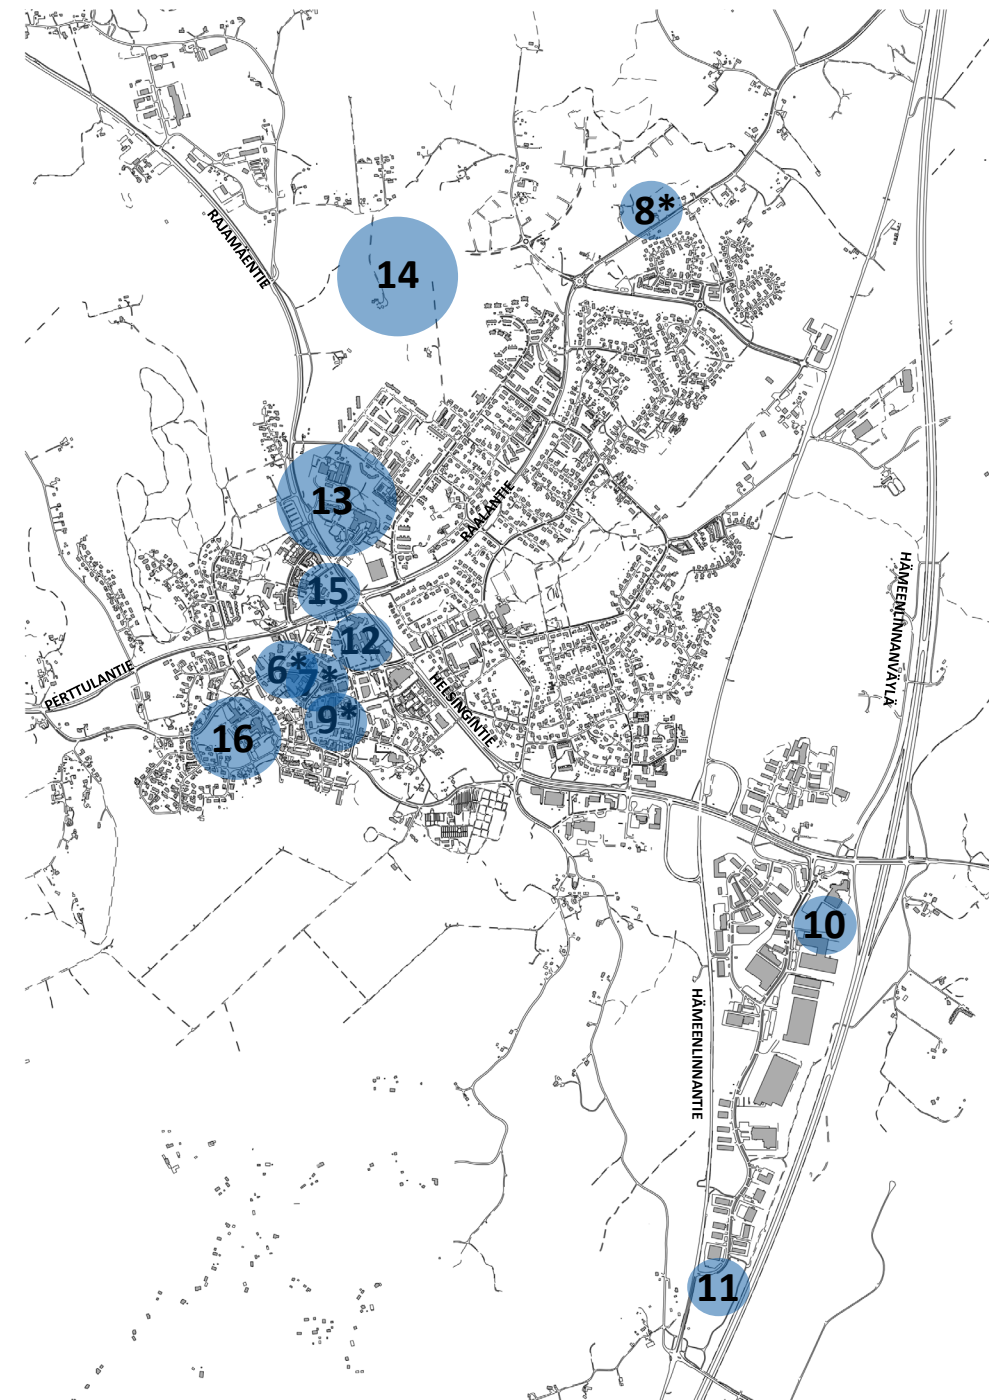 8*
RAJAMÄENTIE
14
13
RAALANTIE
HÄMEENLINNANVÄYLÄ
15
12
6*
7*
PERTTULANTIE
HELSINGINTIE
9*
16
10
HÄMEENLINNANTIE
11